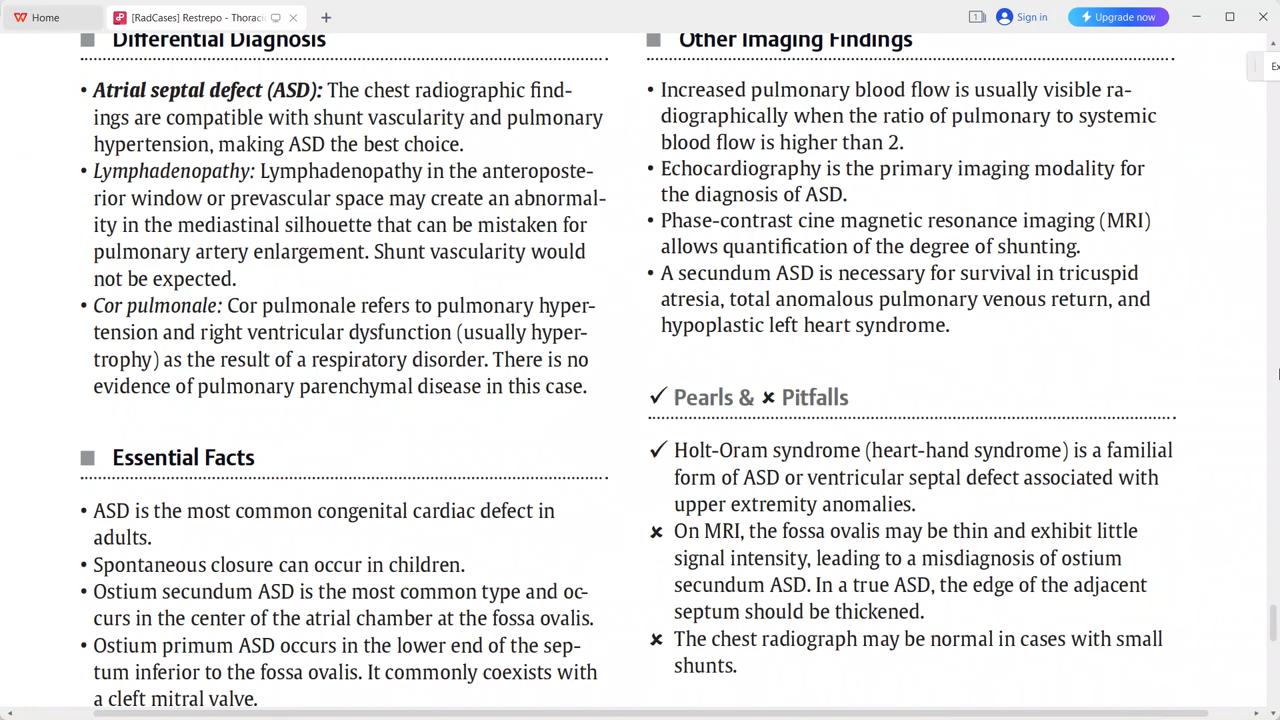 Home
[RadCases] Restrepo - Thoraci
Sign in
Upgrade now
Ex
Differential Diagnosis
• Atrial septal defect (ASD): The chest radiographic find-
ings are compatible with shunt vascularity and pulmonary
hypertension, making ASD the best choice.
• Lymphadenopathy: Lymphadenopathy in the anteroposte-
rior window or prevascular space may create an abnormal-
ity in the mediastinal silhouette that can be mistaken for
pulmonary artery enlargement. Shunt vascularity would
not be expected.
• Cor pulmonale: Cor pulmonale refers to pulmonary hyper-
tension and right ventricular dysfunction (usually hyper-
trophy) as the result of a respiratory disorder. There is no
evidence of pulmonary parenchymal disease in this case.
Essential Facts
• ASD is the most common congenital cardiac defect in
adults.
• Spontaneous closure can occur in children.
• Ostium secundum ASD is the most common type and oc-
curs in the center of the atrial chamber at the fossa ovalis.
• Ostium primum ASD occurs in the lower end of the sep-
tum inferior to the fossa ovalis. It commonly coexists with
a cleft mitral valve.
Other Imaging Findings
• Increased pulmonary blood flow is usually visible ra-
diographically when the ratio of pulmonary to systemic
blood flow is higher than 2.
• Echocardiography is the primary imaging modality for
the diagnosis of ASD.
• Phase-contrast cine magnetic resonance imaging (MRI)
allows quantification of the degree of shunting.
• A secundum ASD is necessary for survival in tricuspid
atresia, total anomalous pulmonary venous return, and
hypoplastic left heart syndrome.
✓ Pearls & ✗ Pitfalls
✓ Holt-Oram syndrome (heart-hand syndrome) is a familial
form of ASD or ventricular septal defect associated with
upper extremity anomalies.
✗ On MRI, the fossa ovalis may be thin and exhibit little
signal intensity, leading to a misdiagnosis of ostium
secundum ASD. In a true ASD, the edge of the adjacent
septum should be thickened.
✗ The chest radiograph may be normal in cases with small
shunts.